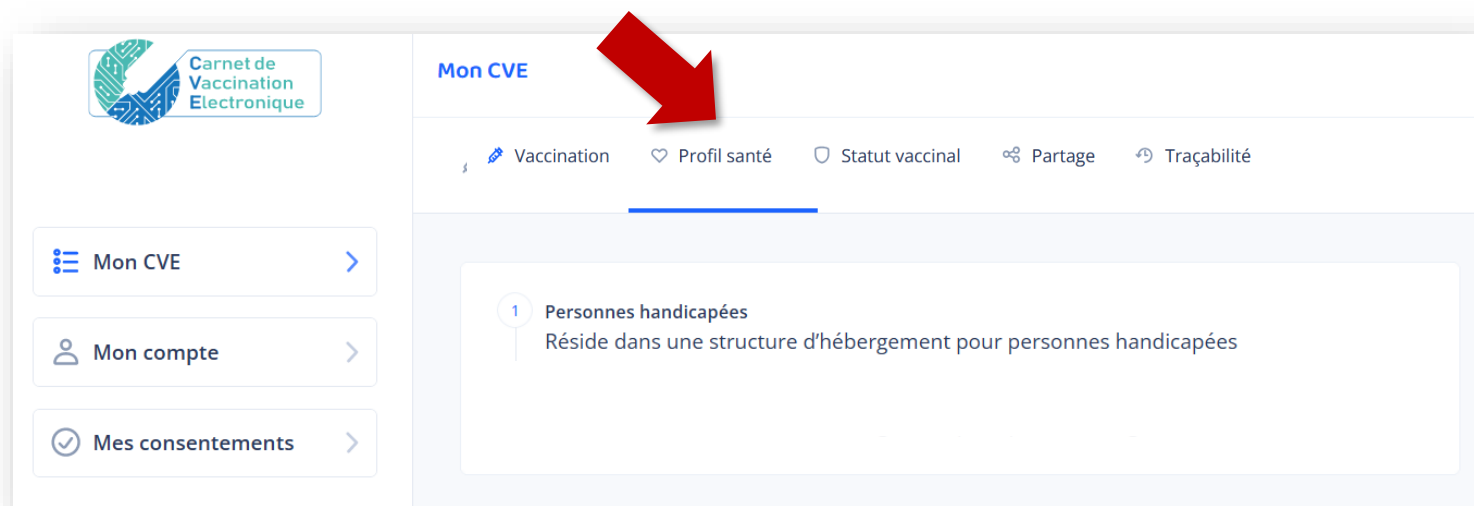 Carnet de
Vaccination
Electronique
Mon CVE
Vaccination
Profil santé
Statut vaccinal
Partage
Traçabilité
Mon CVE
Mon compte
Mes consentements
1
Personnes handicapées
Réside dans une structure d’hébergement pour personnes handicapées